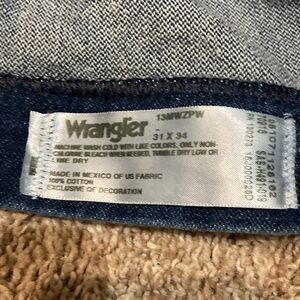 13MWZPW
Wrangler
31 X 34
MACHINE WASH COLD WITH LIKE COLORS, ONLY NON-
CHLORINE BLEACH WHEN NEEDED, TUMBLE DRY LOW OR
LINE DRY
MADE IN MEXICO OF US FABRIC
100% COTTON
EXCLUSIVE OF DECORATION